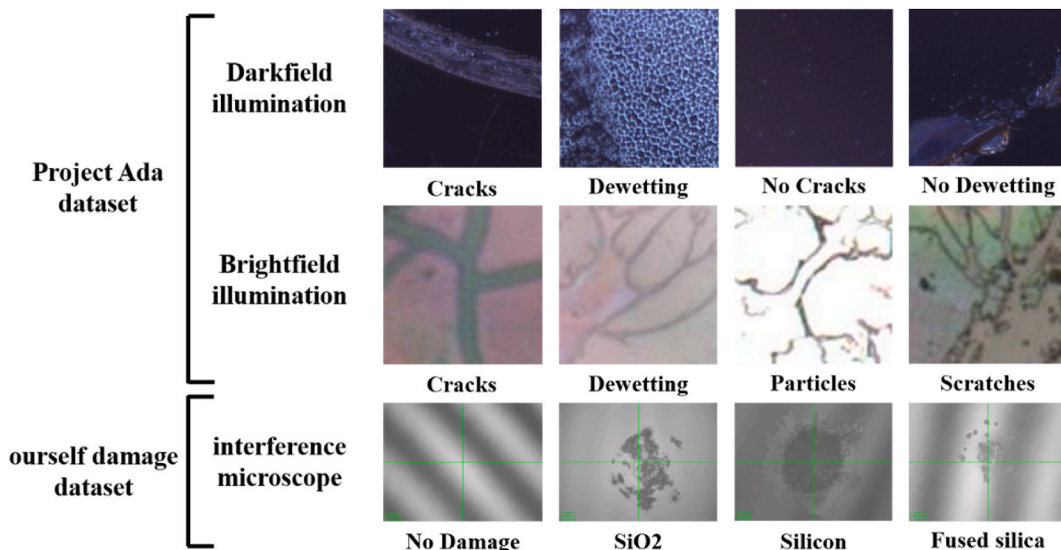 Darkfield
illumination
Cracks
Dewetting
No Cracks
No Dewetting
Project Ada
dataset
Brightfield
illumination
Cracks
Dewetting
Particles
Scratches
ourself damage
dataset
interference
microscope
No Damage
SiO2
Silicon
Fused silica